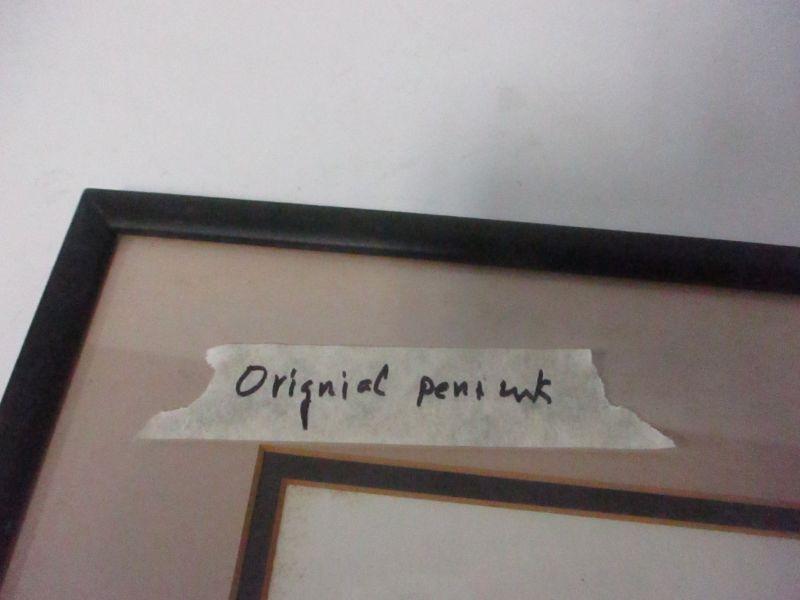 Orignial pen + ink